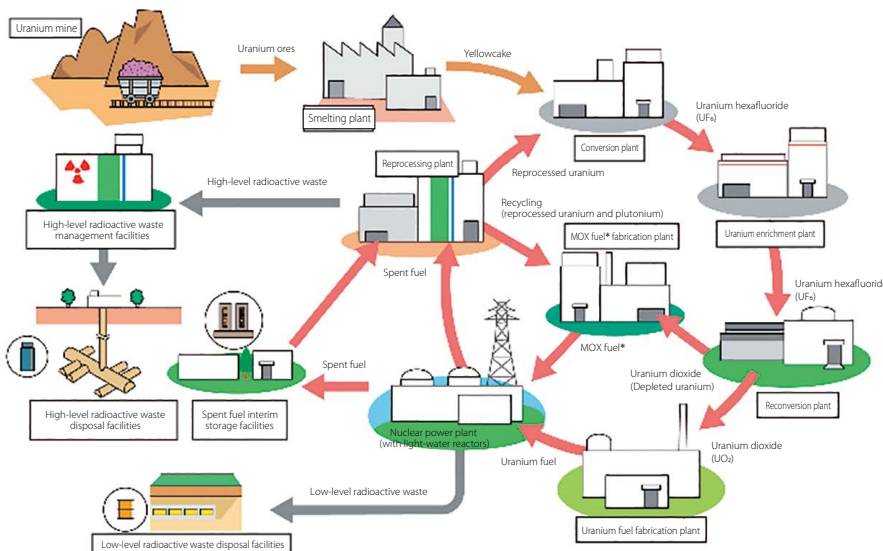 Uranium mine
Uranium ores
Yellowcake
Smelting plant
Uranium hexafluoride
(UF₆)
Conversion plant
Reprocessing plant
Reprocessed uranium
High-level radioactive waste
Recycling
(reprocessed uranium and plutonium)
High-level radioactive waste
management facilities
MOX fuel* fabrication plant
Uranium enrichment plant
Spent fuel
Uranium hexafluoride
(UF₆)
MOX fuel*
Spent fuel
Uranium dioxide
(Depleted uranium)
Reconversion plant
High-level radioactive waste
disposal facilities
Spent fuel interim
storage facilities
Nuclear power plant
(with light-water reactors)
Uranium fuel
Uranium dioxide
(UO₂)
Low-level radioactive waste
Uranium fuel fabrication plant
Low-level radioactive waste disposal facilities